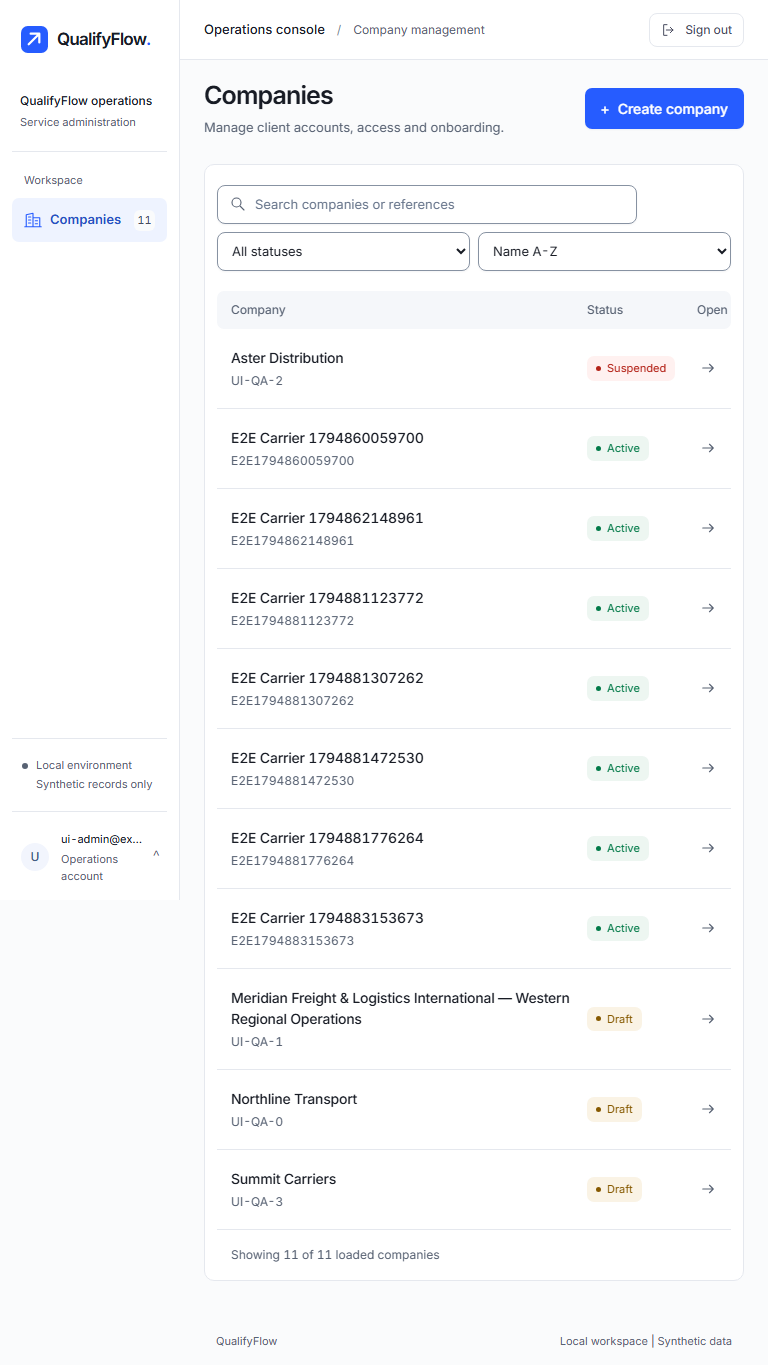 QualifyFlow.
QualifyFlow operations
Service administration
Workspace
Companies 11
Local environment
Synthetic records only
U
ui-admin@ex...
Operations
account
^
Operations console / Company management
Sign out
Companies
Manage client accounts, access and onboarding.
+ Create company
Search companies or references
All statuses
Name A-Z
Company Status Open
Aster Distribution
UI-QA-2
Suspended
E2E Carrier 1794860059700
E2E1794860059700
Active
E2E Carrier 1794862148961
E2E1794862148961
Active
E2E Carrier 1794881123772
E2E1794881123772
Active
E2E Carrier 1794881307262
E2E1794881307262
Active
E2E Carrier 1794881472530
E2E1794881472530
Active
E2E Carrier 1794881776264
E2E1794881776264
Active
E2E Carrier 1794883153673
E2E1794883153673
Active
Meridian Freight & Logistics International — Western
Regional Operations
UI-QA-1
Draft
Northline Transport
UI-QA-0
Draft
Summit Carriers
UI-QA-3
Draft
Showing 11 of 11 loaded companies
QualifyFlow
Local workspace | Synthetic data